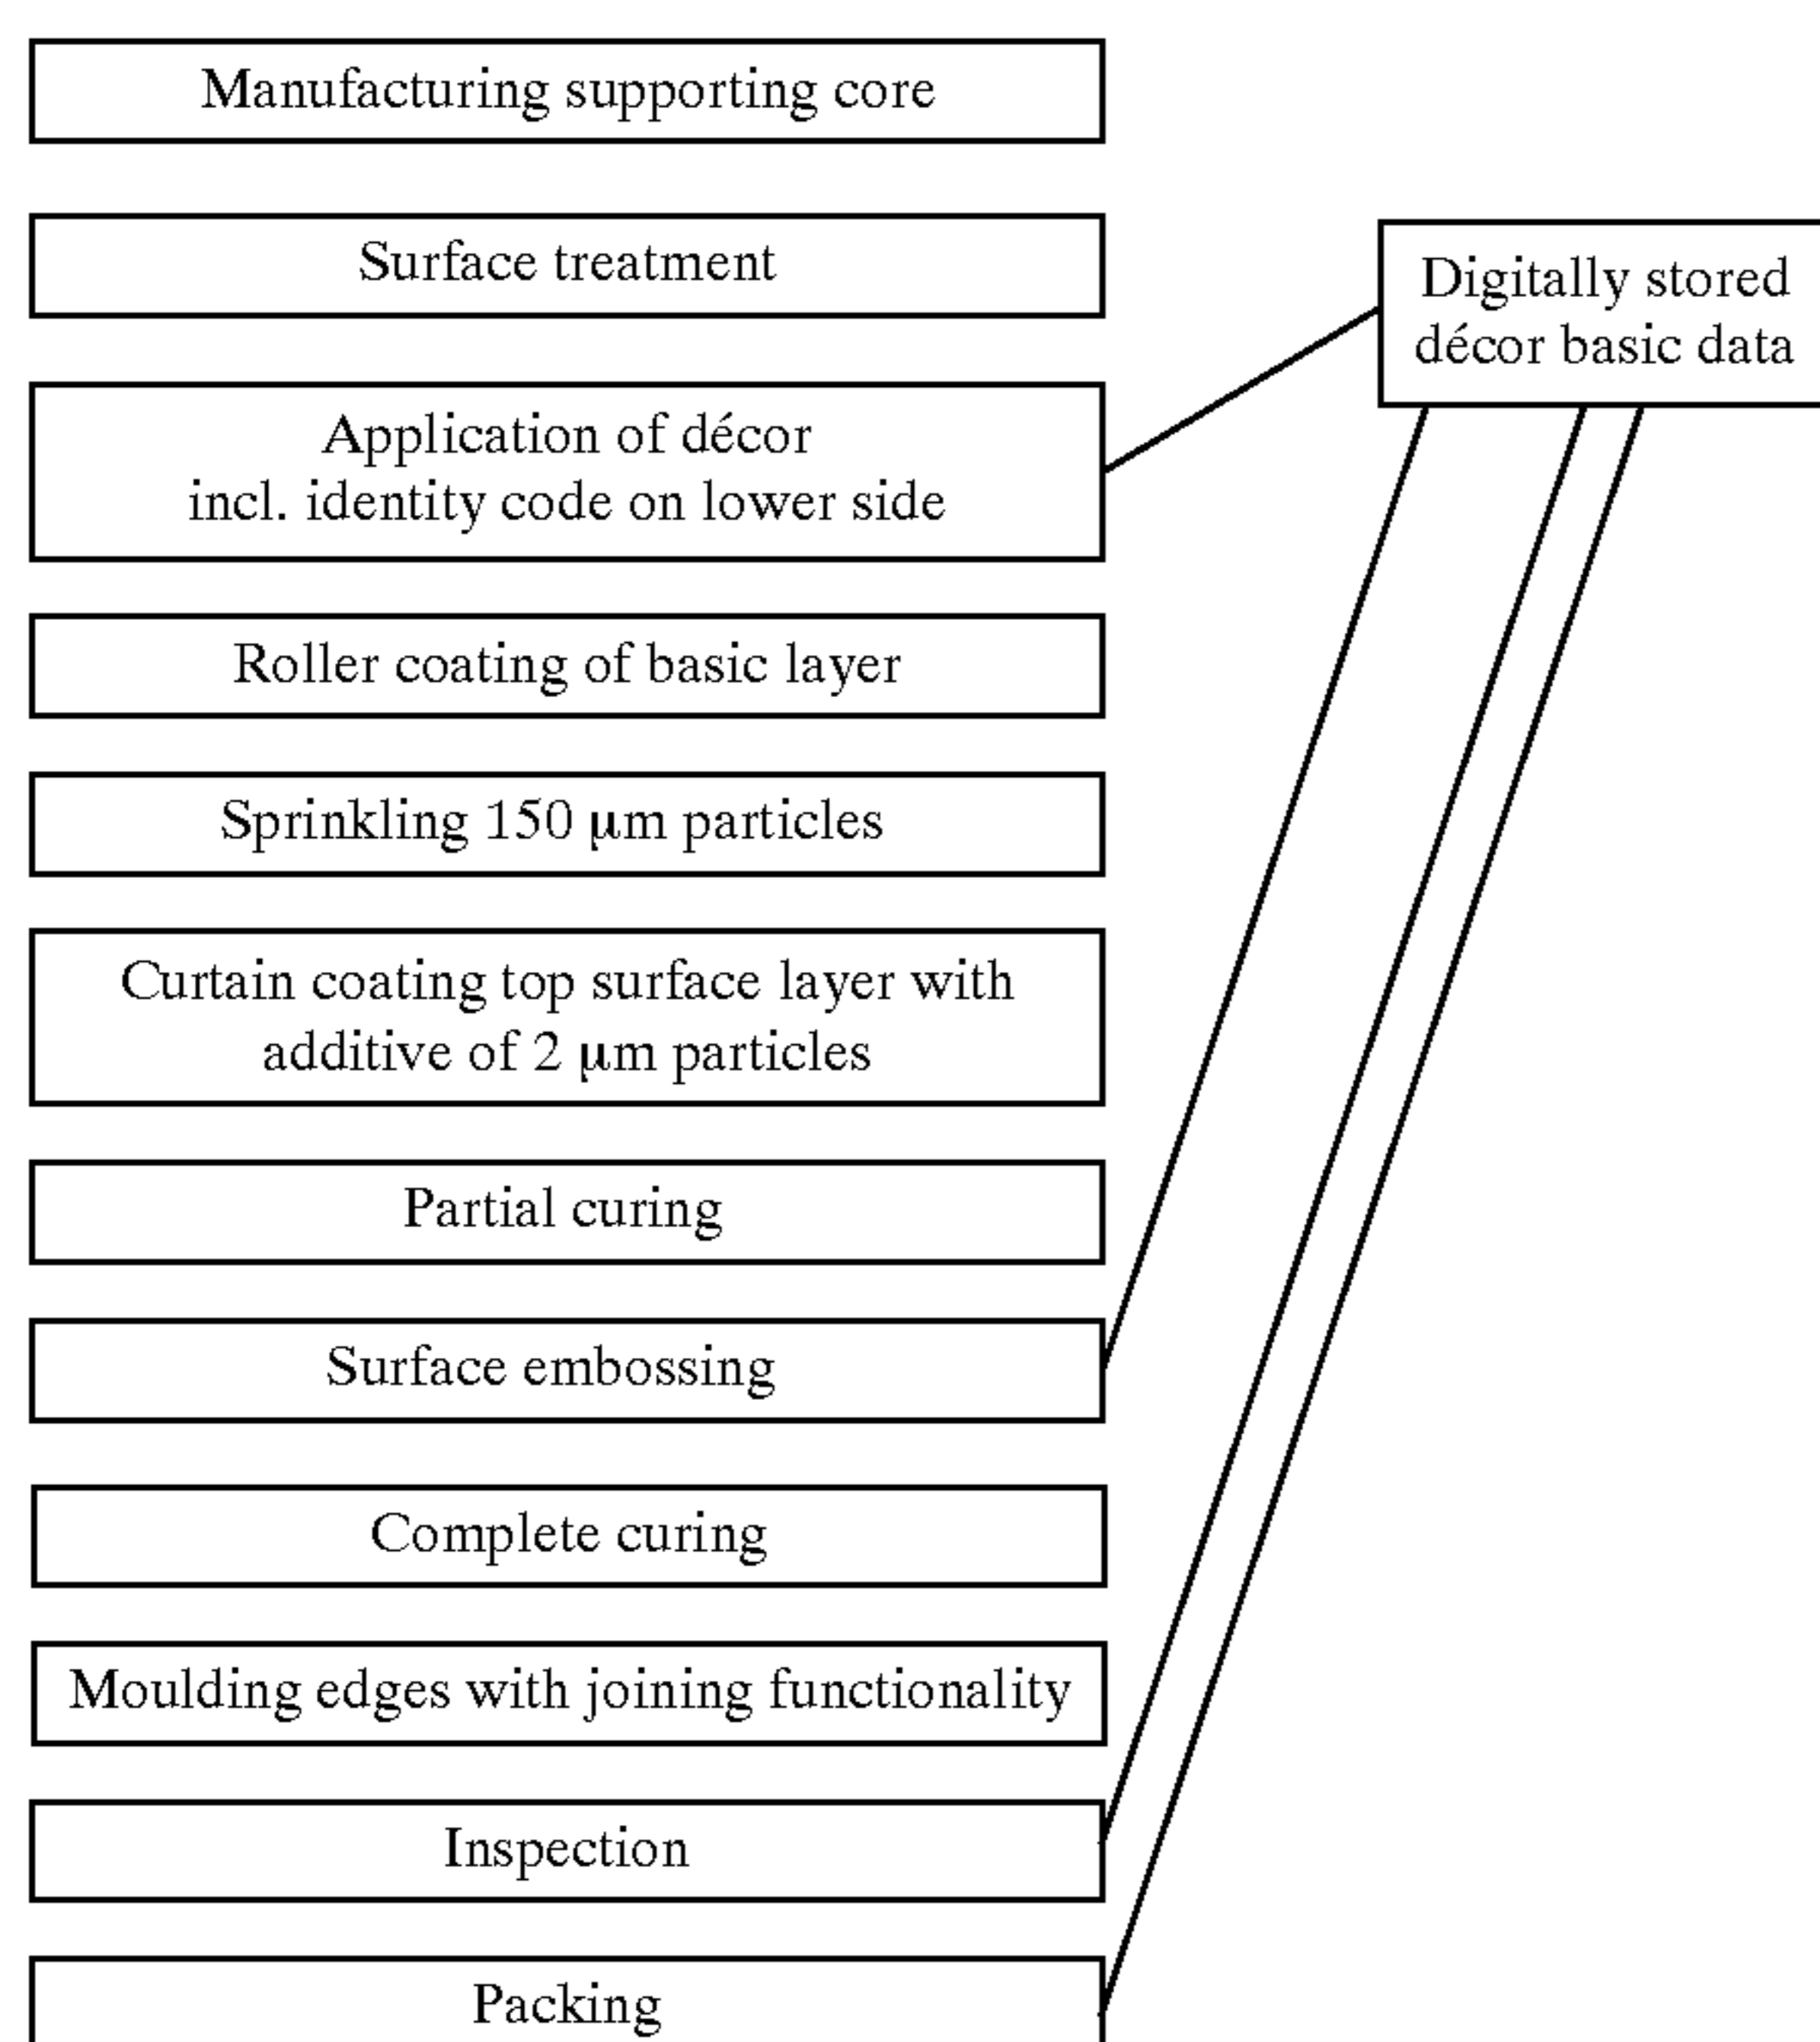 Manufacturing supporting core
Surface treatment
Digitally stored
décor basic data
Application of décor
incl. identity code on lower side
Roller coating of basic layer
Sprinkling 150 µm particles
Curtain coating top surface layer with
additive of 2 µm particles
Partial curing
Surface embossing
Complete curing
Moulding edges with joining functionality
Inspection
Packing